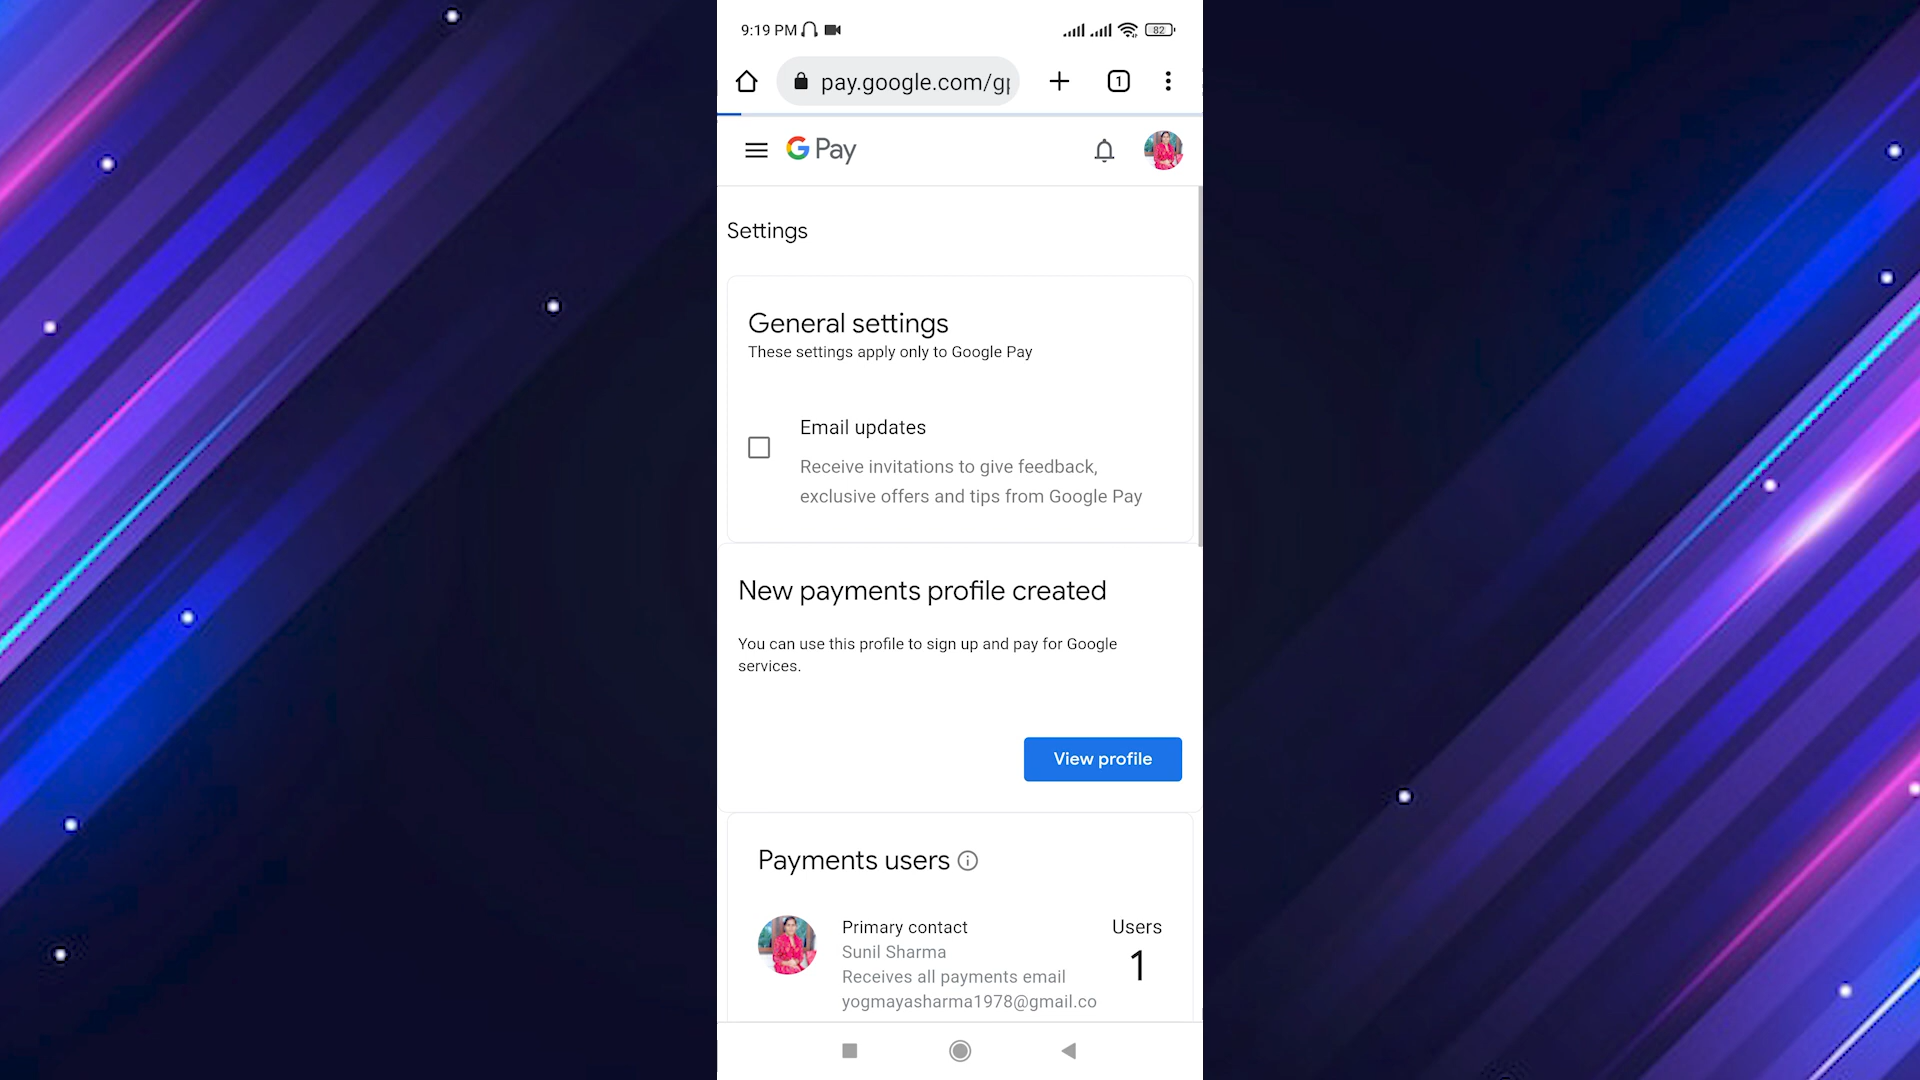 9:19 PM
82
pay.google.com/g
1
G Pay
Settings
General settings
These settings apply only to Google Pay
Email updates
Receive invitations to give feedback,
exclusive offers and tips from Google Pay
New payments profile created
You can use this profile to sign up and pay for Google
services.
View profile
Payments users
Primary contact
Users
Sunil Sharma
1
Receives all payments email
yogmayasharma1978@gmail.co